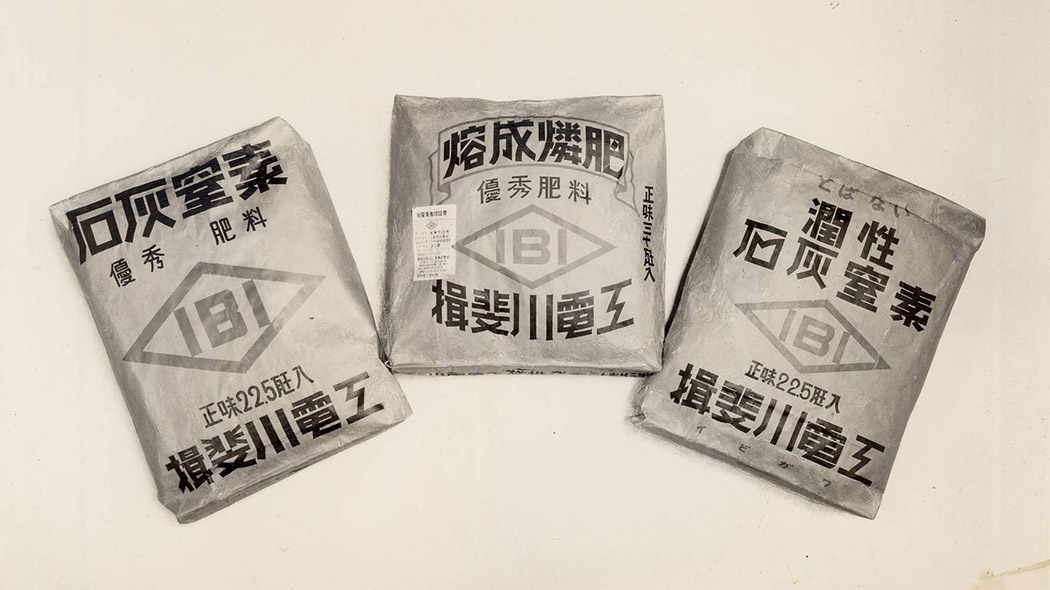 石灰窒素
優秀 肥料
IBI
正味22.5瓩入
揖斐川電工
熔成燐肥
優秀肥料
IBI
正味三十瓩入
揖斐川電工
とばない
潤性
石灰窒素
IBI
正味22.5瓩入
揖斐川電工
イビガワ